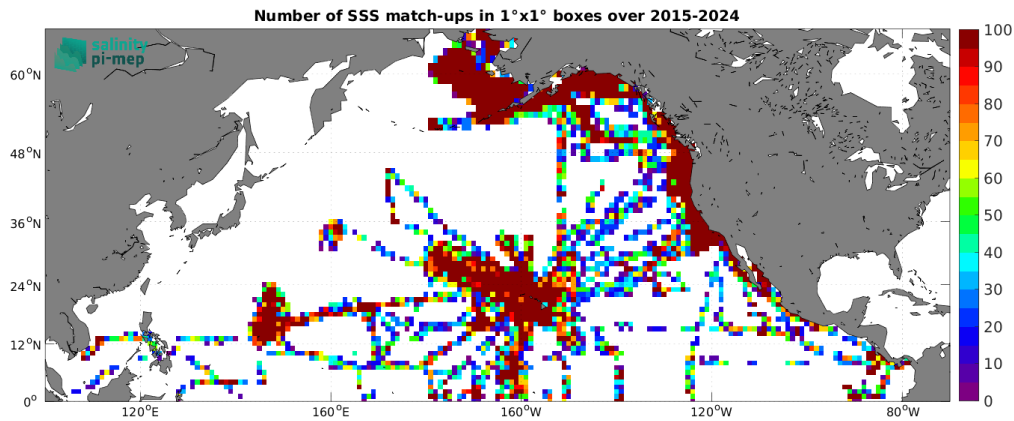 Number of SSS match-ups in 1°x1° boxes over 2015-2024
salinity
pi-mep
60°N
48°N
36°N
24°N
12°N
0°
120°E
160°E
160°W
120°W
80°W
100
90
80
70
60
50
40
30
20
10
0